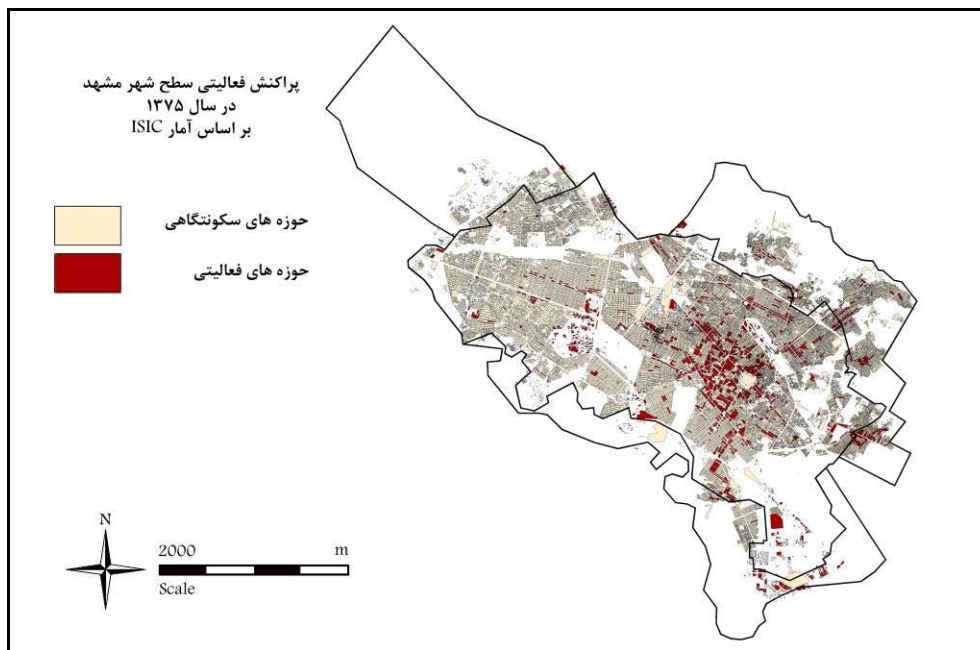 پراکنش فعالیتی سطح شهر مشهد
در سال ۱۳۷۵
بر اساس آمار ISIC
حوزه های سکونتگاهی
حوزه های فعالیتی
N
2000 m
Scale